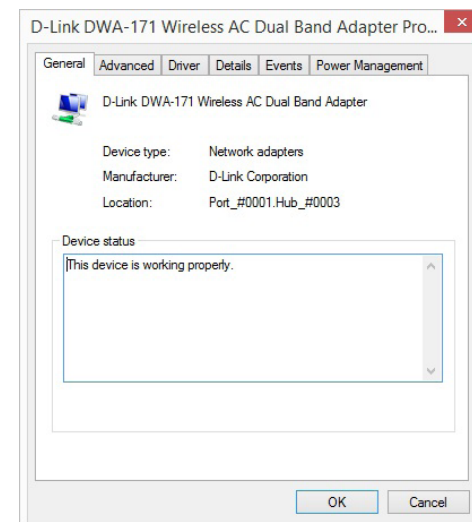 D-Link DWA-171 Wireless AC Dual Band Adapter Pro...
General Advanced Driver Details Events Power Management
D-Link DWA-171 Wireless AC Dual Band Adapter
Device type: Network adapters
Manufacturer: D-Link Corporation
Location: Port_#0001.Hub_#0003
Device status
This device is working properly.
OK Cancel